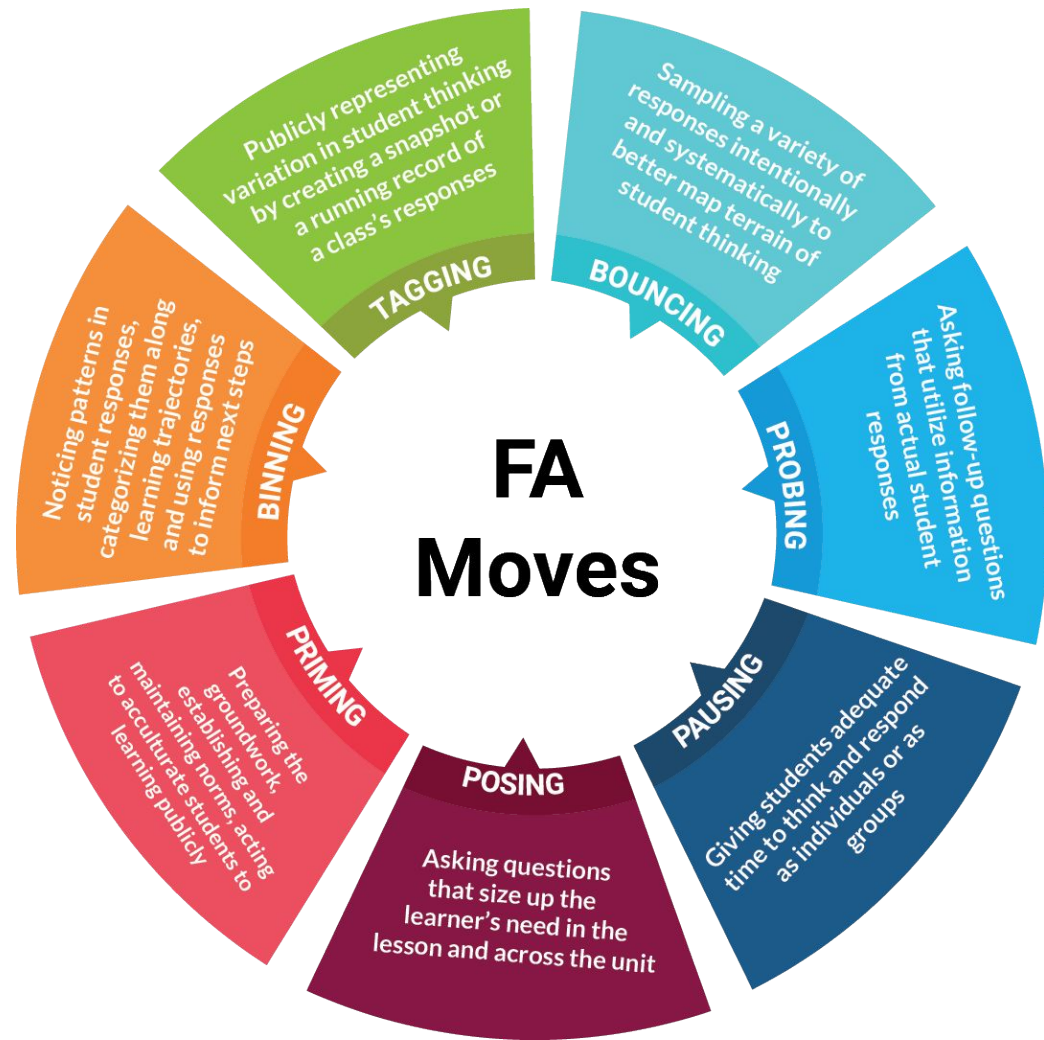 FA
Moves
TAGGING
Publicly representing
variation in student thinking
by creating a snapshot or
a running record of
a class's responses
BOUNCING
Sampling a variety of
responses intentionally
and systematically to
better map terrain of
student thinking
PROBING
Asking follow-up questions
that utilize information
from actual student
responses
PAUSING
Giving students adequate
time to think and respond
as individuals or as
groups
POSING
Asking questions
that size up the
learner's need in the
lesson and across the unit
PRIMING
Preparing the
groundwork,
establishing and
maintaining norms, acting
to acculturate students to
learning publicly
BINNING
Noticing patterns in
student responses,
categorizing them along
learning trajectories,
and using responses
to inform next steps